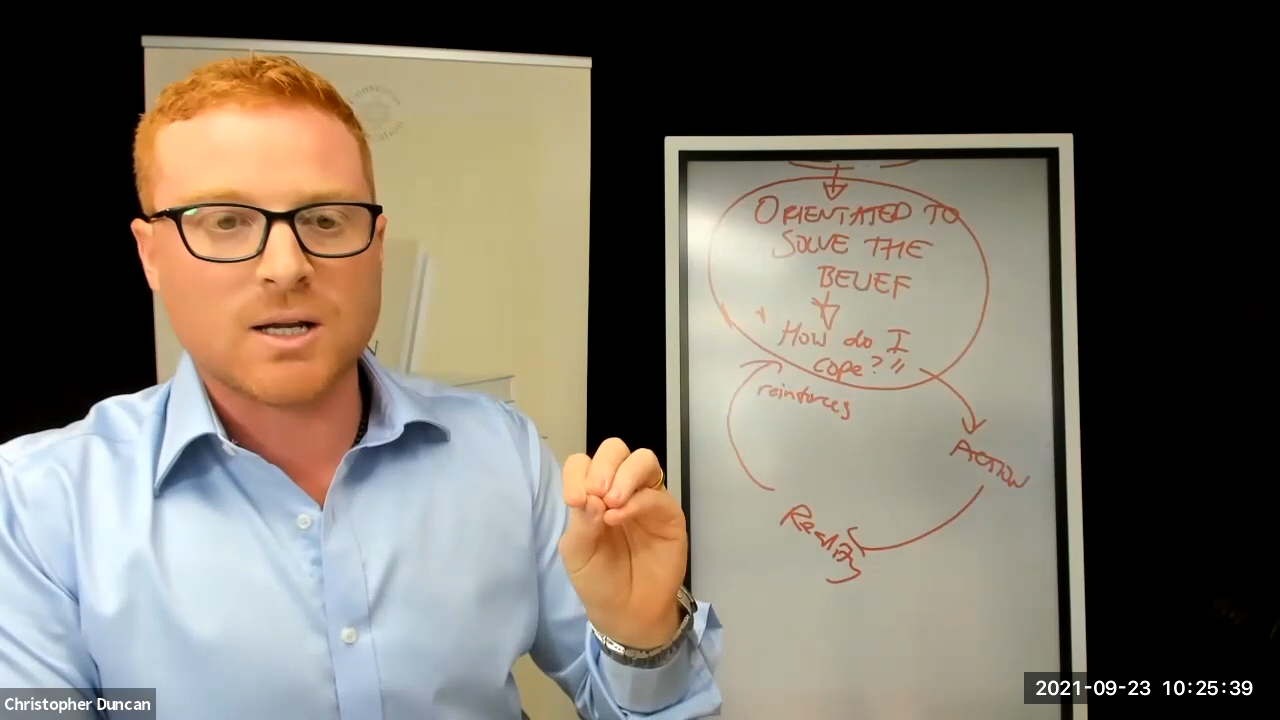 ORIENTATED TO
SOLVE THE
BELIEF
How do I
cope?"
reinforces
ACTION
Reality
Christopher Duncan
2021-09-23 10:25:39